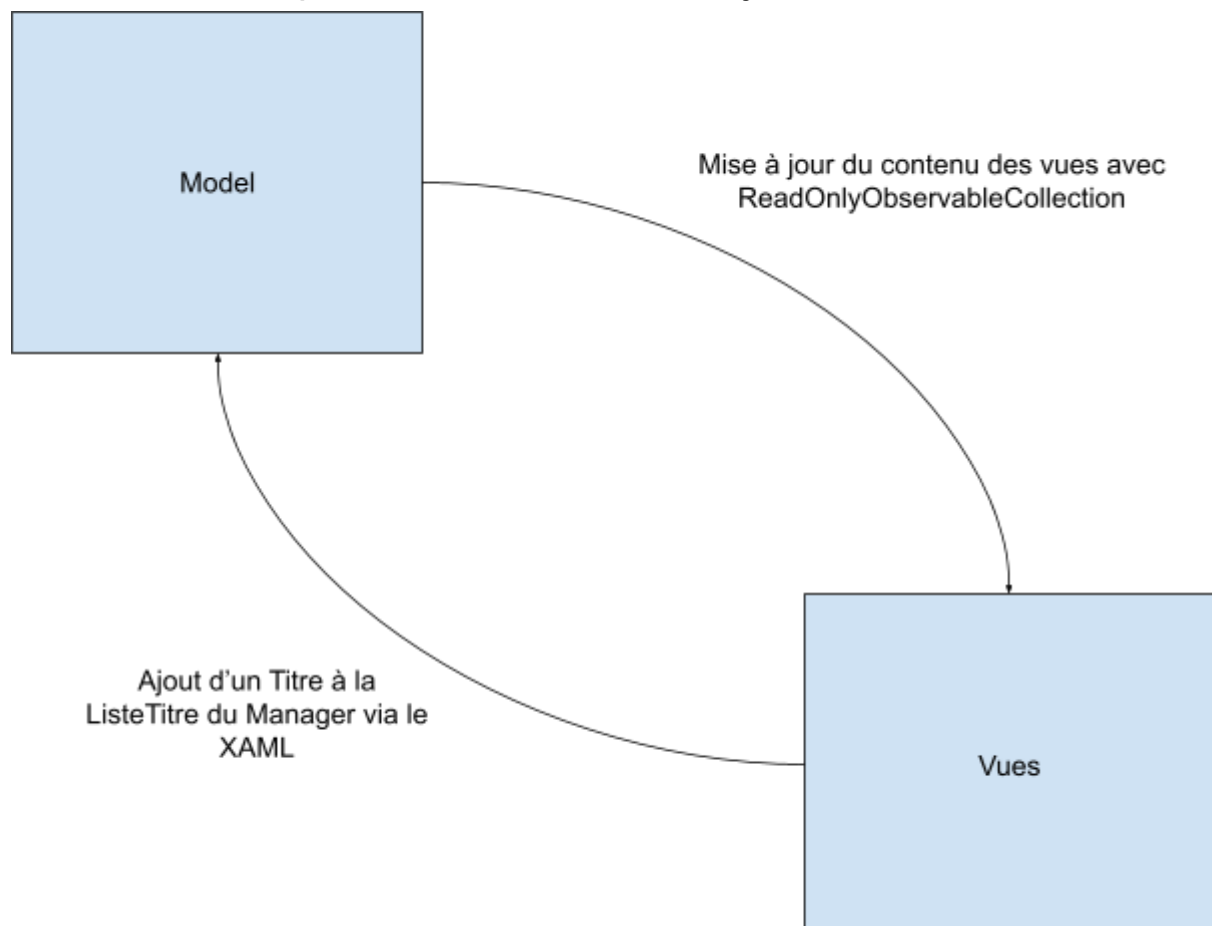 Model
Mise à jour du contenu des vues avec
ReadOnlyObservableCollection
Ajout d'un Titre à la
ListeTitre du Manager via le
XAML
Vues